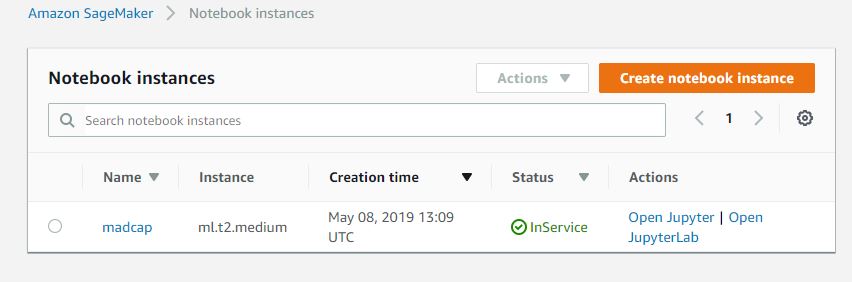 Amazon SageMaker > Notebook instances
Notebook instances
Actions
Create notebook instance
Search notebook instances
1
Name Instance Creation time Status Actions
madcap ml.t2.medium May 08, 2019 13:09 InService Open Jupyter | Open
UTC JupyterLab